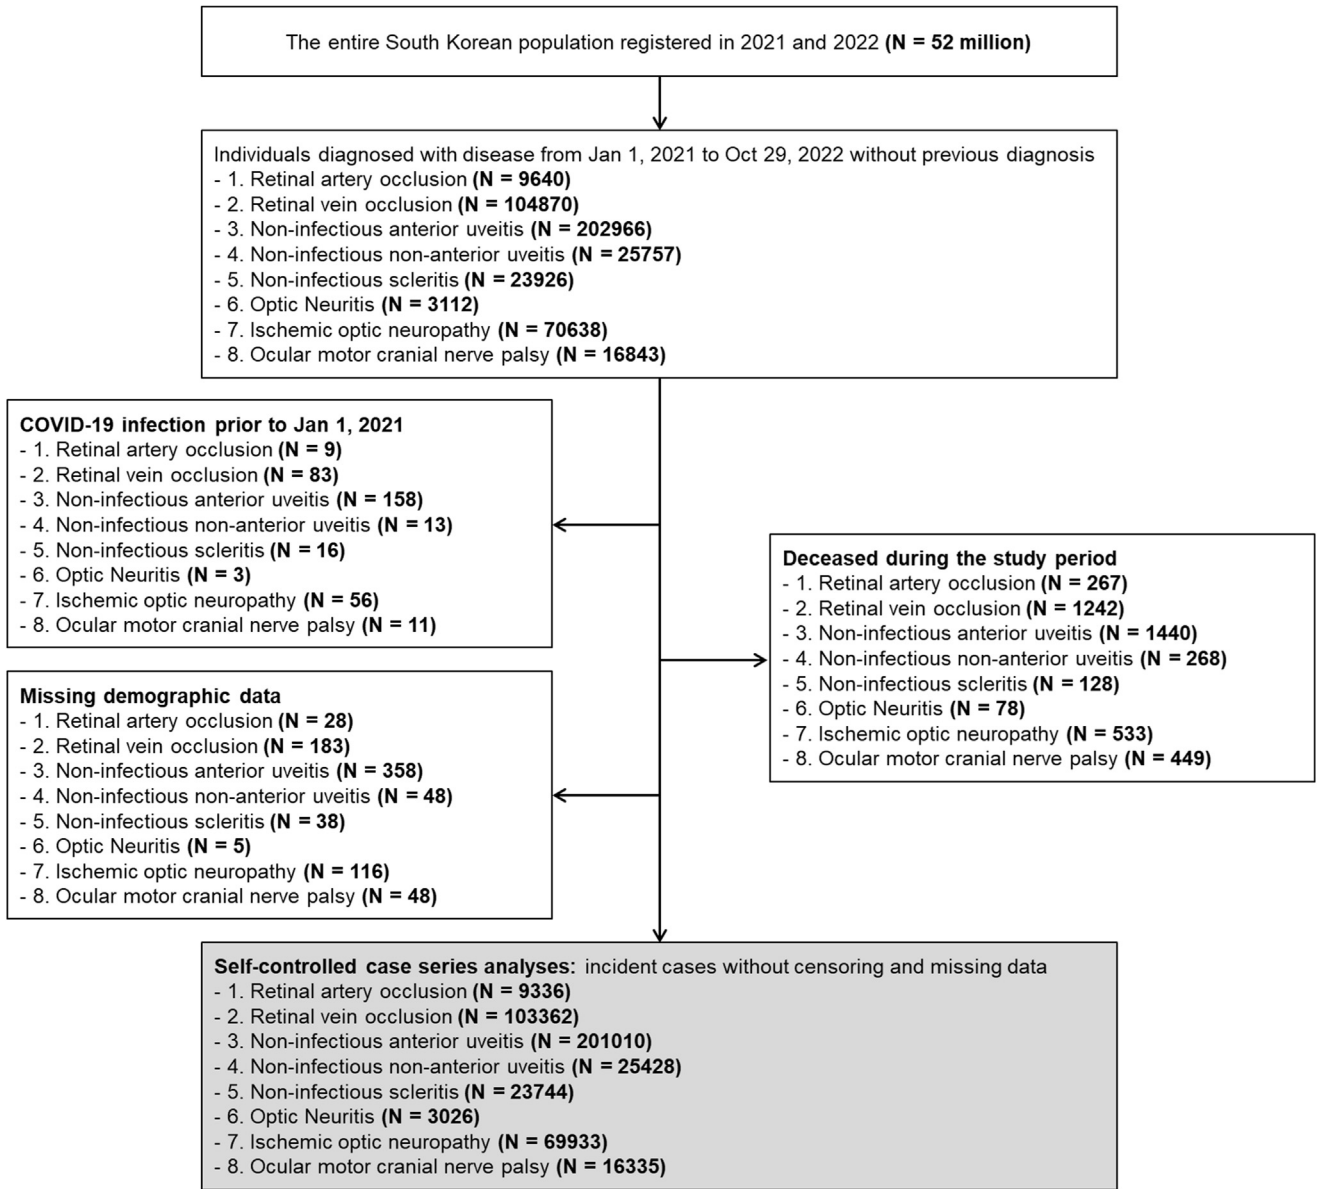 The entire South Korean population registered in 2021 and 2022 (N = 52 million)
Individuals diagnosed with disease from Jan 1, 2021 to Oct 29, 2022 without previous diagnosis
- 1. Retinal artery occlusion (N = 9640)
- 2. Retinal vein occlusion (N = 104870)
- 3. Non-infectious anterior uveitis (N = 202966)
- 4. Non-infectious non-anterior uveitis (N = 25757)
- 5. Non-infectious scleritis (N = 23926)
- 6. Optic Neuritis (N = 3112)
- 7. Ischemic optic neuropathy (N = 70638)
- 8. Ocular motor cranial nerve palsy (N = 16843)
COVID-19 infection prior to Jan 1, 2021
- 1. Retinal artery occlusion (N = 9)
- 2. Retinal vein occlusion (N = 83)
- 3. Non-infectious anterior uveitis (N = 158)
- 4. Non-infectious non-anterior uveitis (N = 13)
- 5. Non-infectious scleritis (N = 16)
- 6. Optic Neuritis (N = 3)
- 7. Ischemic optic neuropathy (N = 56)
- 8. Ocular motor cranial nerve palsy (N = 11)
Deceased during the study period
- 1. Retinal artery occlusion (N = 267)
- 2. Retinal vein occlusion (N = 1242)
- 3. Non-infectious anterior uveitis (N = 1440)
- 4. Non-infectious non-anterior uveitis (N = 268)
- 5. Non-infectious scleritis (N = 128)
- 6. Optic Neuritis (N = 78)
- 7. Ischemic optic neuropathy (N = 533)
- 8. Ocular motor cranial nerve palsy (N = 449)
Missing demographic data
- 1. Retinal artery occlusion (N = 28)
- 2. Retinal vein occlusion (N = 183)
- 3. Non-infectious anterior uveitis (N = 358)
- 4. Non-infectious non-anterior uveitis (N = 48)
- 5. Non-infectious scleritis (N = 38)
- 6. Optic Neuritis (N = 5)
- 7. Ischemic optic neuropathy (N = 116)
- 8. Ocular motor cranial nerve palsy (N = 48)
Self-controlled case series analyses: incident cases without censoring and missing data
- 1. Retinal artery occlusion (N = 9336)
- 2. Retinal vein occlusion (N = 103362)
- 3. Non-infectious anterior uveitis (N = 201010)
- 4. Non-infectious non-anterior uveitis (N = 25428)
- 5. Non-infectious scleritis (N = 23744)
- 6. Optic Neuritis (N = 3026)
- 7. Ischemic optic neuropathy (N = 69933)
- 8. Ocular motor cranial nerve palsy (N = 16335)